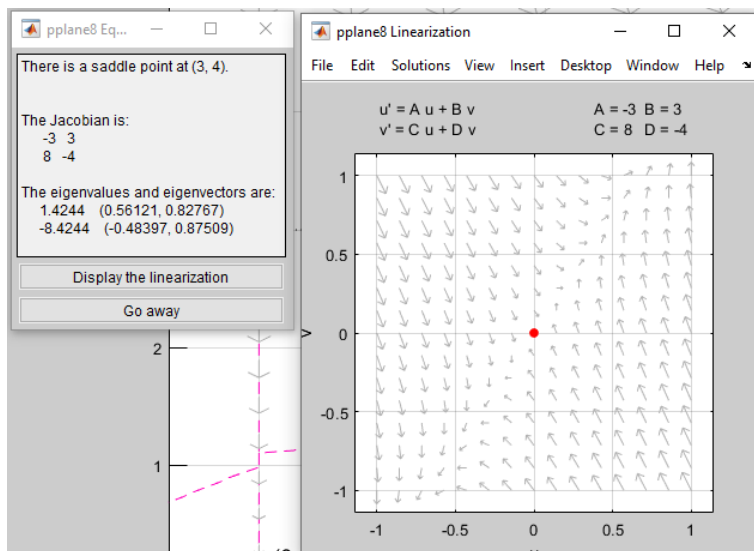 pplane8 Eq...
There is a saddle point at (3, 4).
The Jacobian is:
-3 3
8 -4
The eigenvalues and eigenvectors are:
1.4244 (0.56121, 0.82767)
-8.4244 (-0.48397, 0.87509)
Display the linearization
Go away
2
1
pplane8 Linearization
File Edit Solutions View Insert Desktop Window Help
u' = A u + B v
v' = C u + D v
A = -3 B = 3
C = 8 D = -4
1
0.5
0
-0.5
-1
-1 -0.5 0 0.5 1